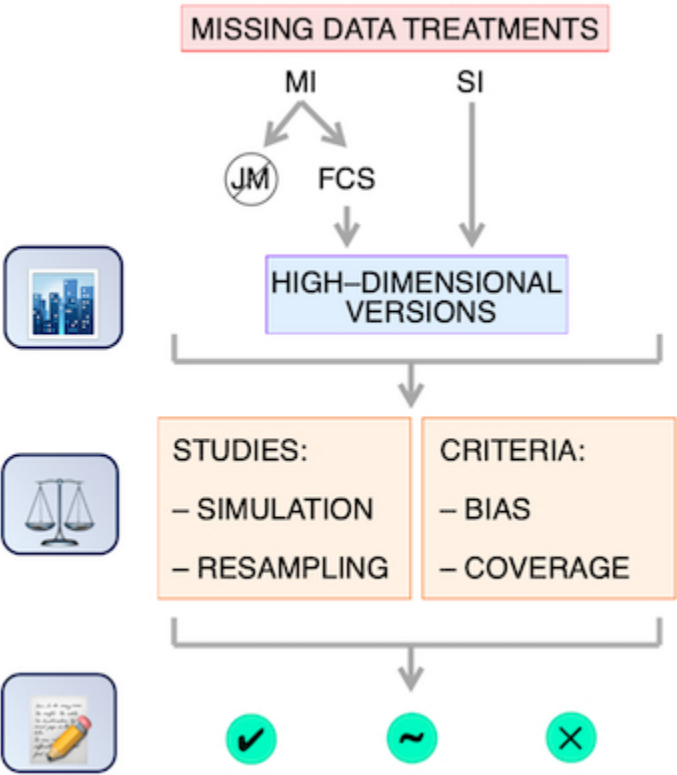 MISSING DATA TREATMENTS
MI SI
JM FCS
HIGH–DIMENSIONAL
VERSIONS
STUDIES:
– SIMULATION
– RESAMPLING
CRITERIA:
– BIAS
– COVERAGE
✔ ~ ✕